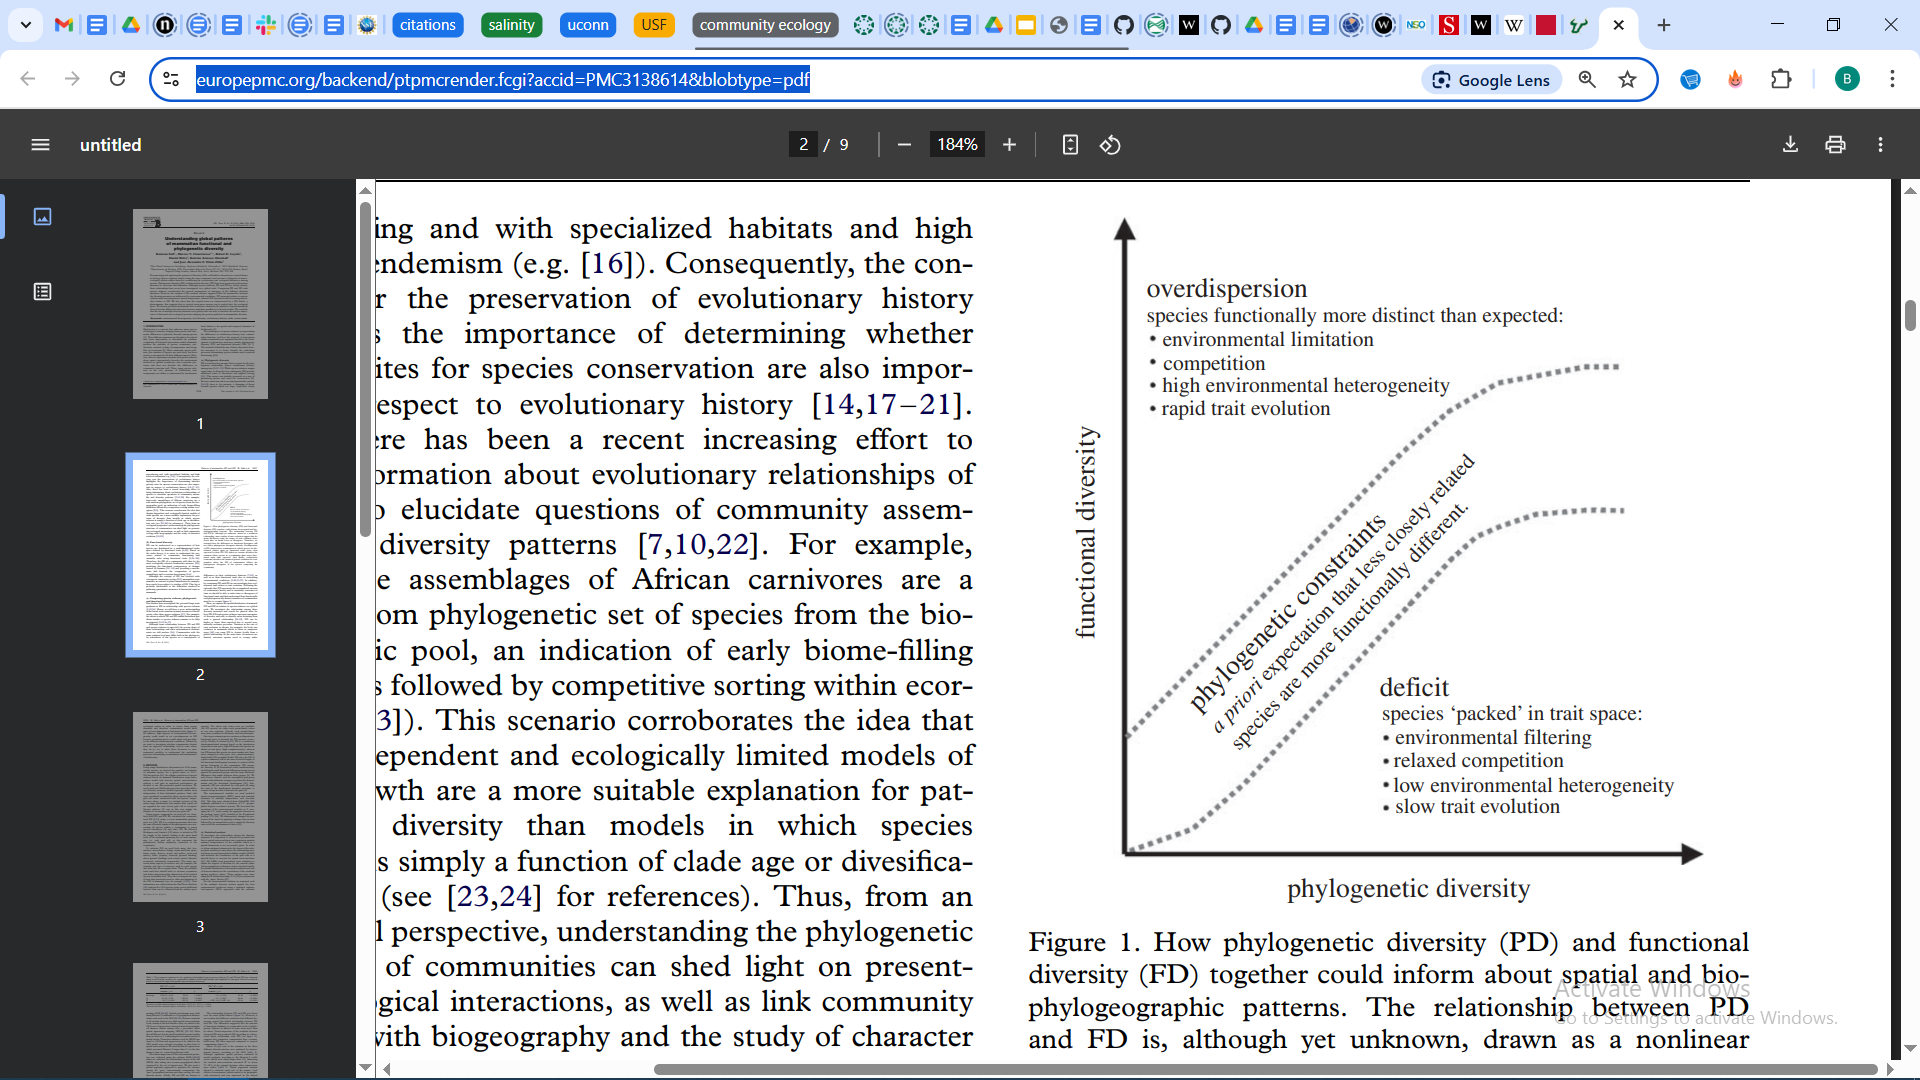 citations
salinity
uconn
USF
community ecology
europepmc.org/backend/ptpmcrender.fcgi?accid=PMC3138614&blobtype=pdf
Google Lens
B
untitled
2 / 9
184%
1
2
3
ing and with specialized habitats and high
endemism (e.g. [16]). Consequently, the con-
r the preservation of evolutionary history
s the importance of determining whether
ites for species conservation are also impor-
espect to evolutionary history [14,17–21].
ere has been a recent increasing effort to
ormation about evolutionary relationships of
o elucidate questions of community assem-
diversity patterns [7,10,22]. For example,
e assemblages of African carnivores are a
om phylogenetic set of species from the bio-
ic pool, an indication of early biome-filling
s followed by competitive sorting within ecor-
3]). This scenario corroborates the idea that
ependent and ecologically limited models of
wth are a more suitable explanation for pat-
diversity than models in which species
s simply a function of clade age or divesifica-
(see [23,24] for references). Thus, from an
l perspective, understanding the phylogenetic
of communities can shed light on present-
gical interactions, as well as link community
with biogeography and the study of character
overdispersion
species functionally more distinct than expected:
• environmental limitation
• competition
• high environmental heterogeneity
• rapid trait evolution
functional diversity
phylogenetic constraints
a priori expectation that less closely related
species are more functionally different.
deficit
species ‘packed’ in trait space:
• environmental filtering
• relaxed competition
• low environmental heterogeneity
• slow trait evolution
phylogenetic diversity
Figure 1. How phylogenetic diversity (PD) and functional
diversity (FD) together could inform about spatial and bio-
phylogeographic patterns. The relationship between PD
and FD is, although yet unknown, drawn as a nonlinear
Activate Windows
Go to Settings to activate Windows.